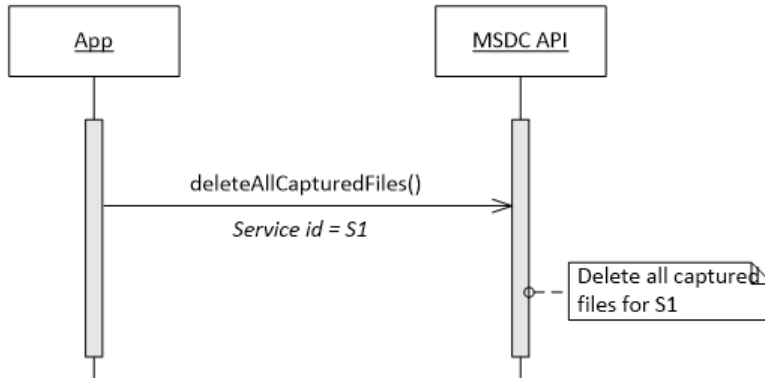 App
MSDC API
deleteAllCapturedFiles()
Service id = S1
Delete all captured
files for S1